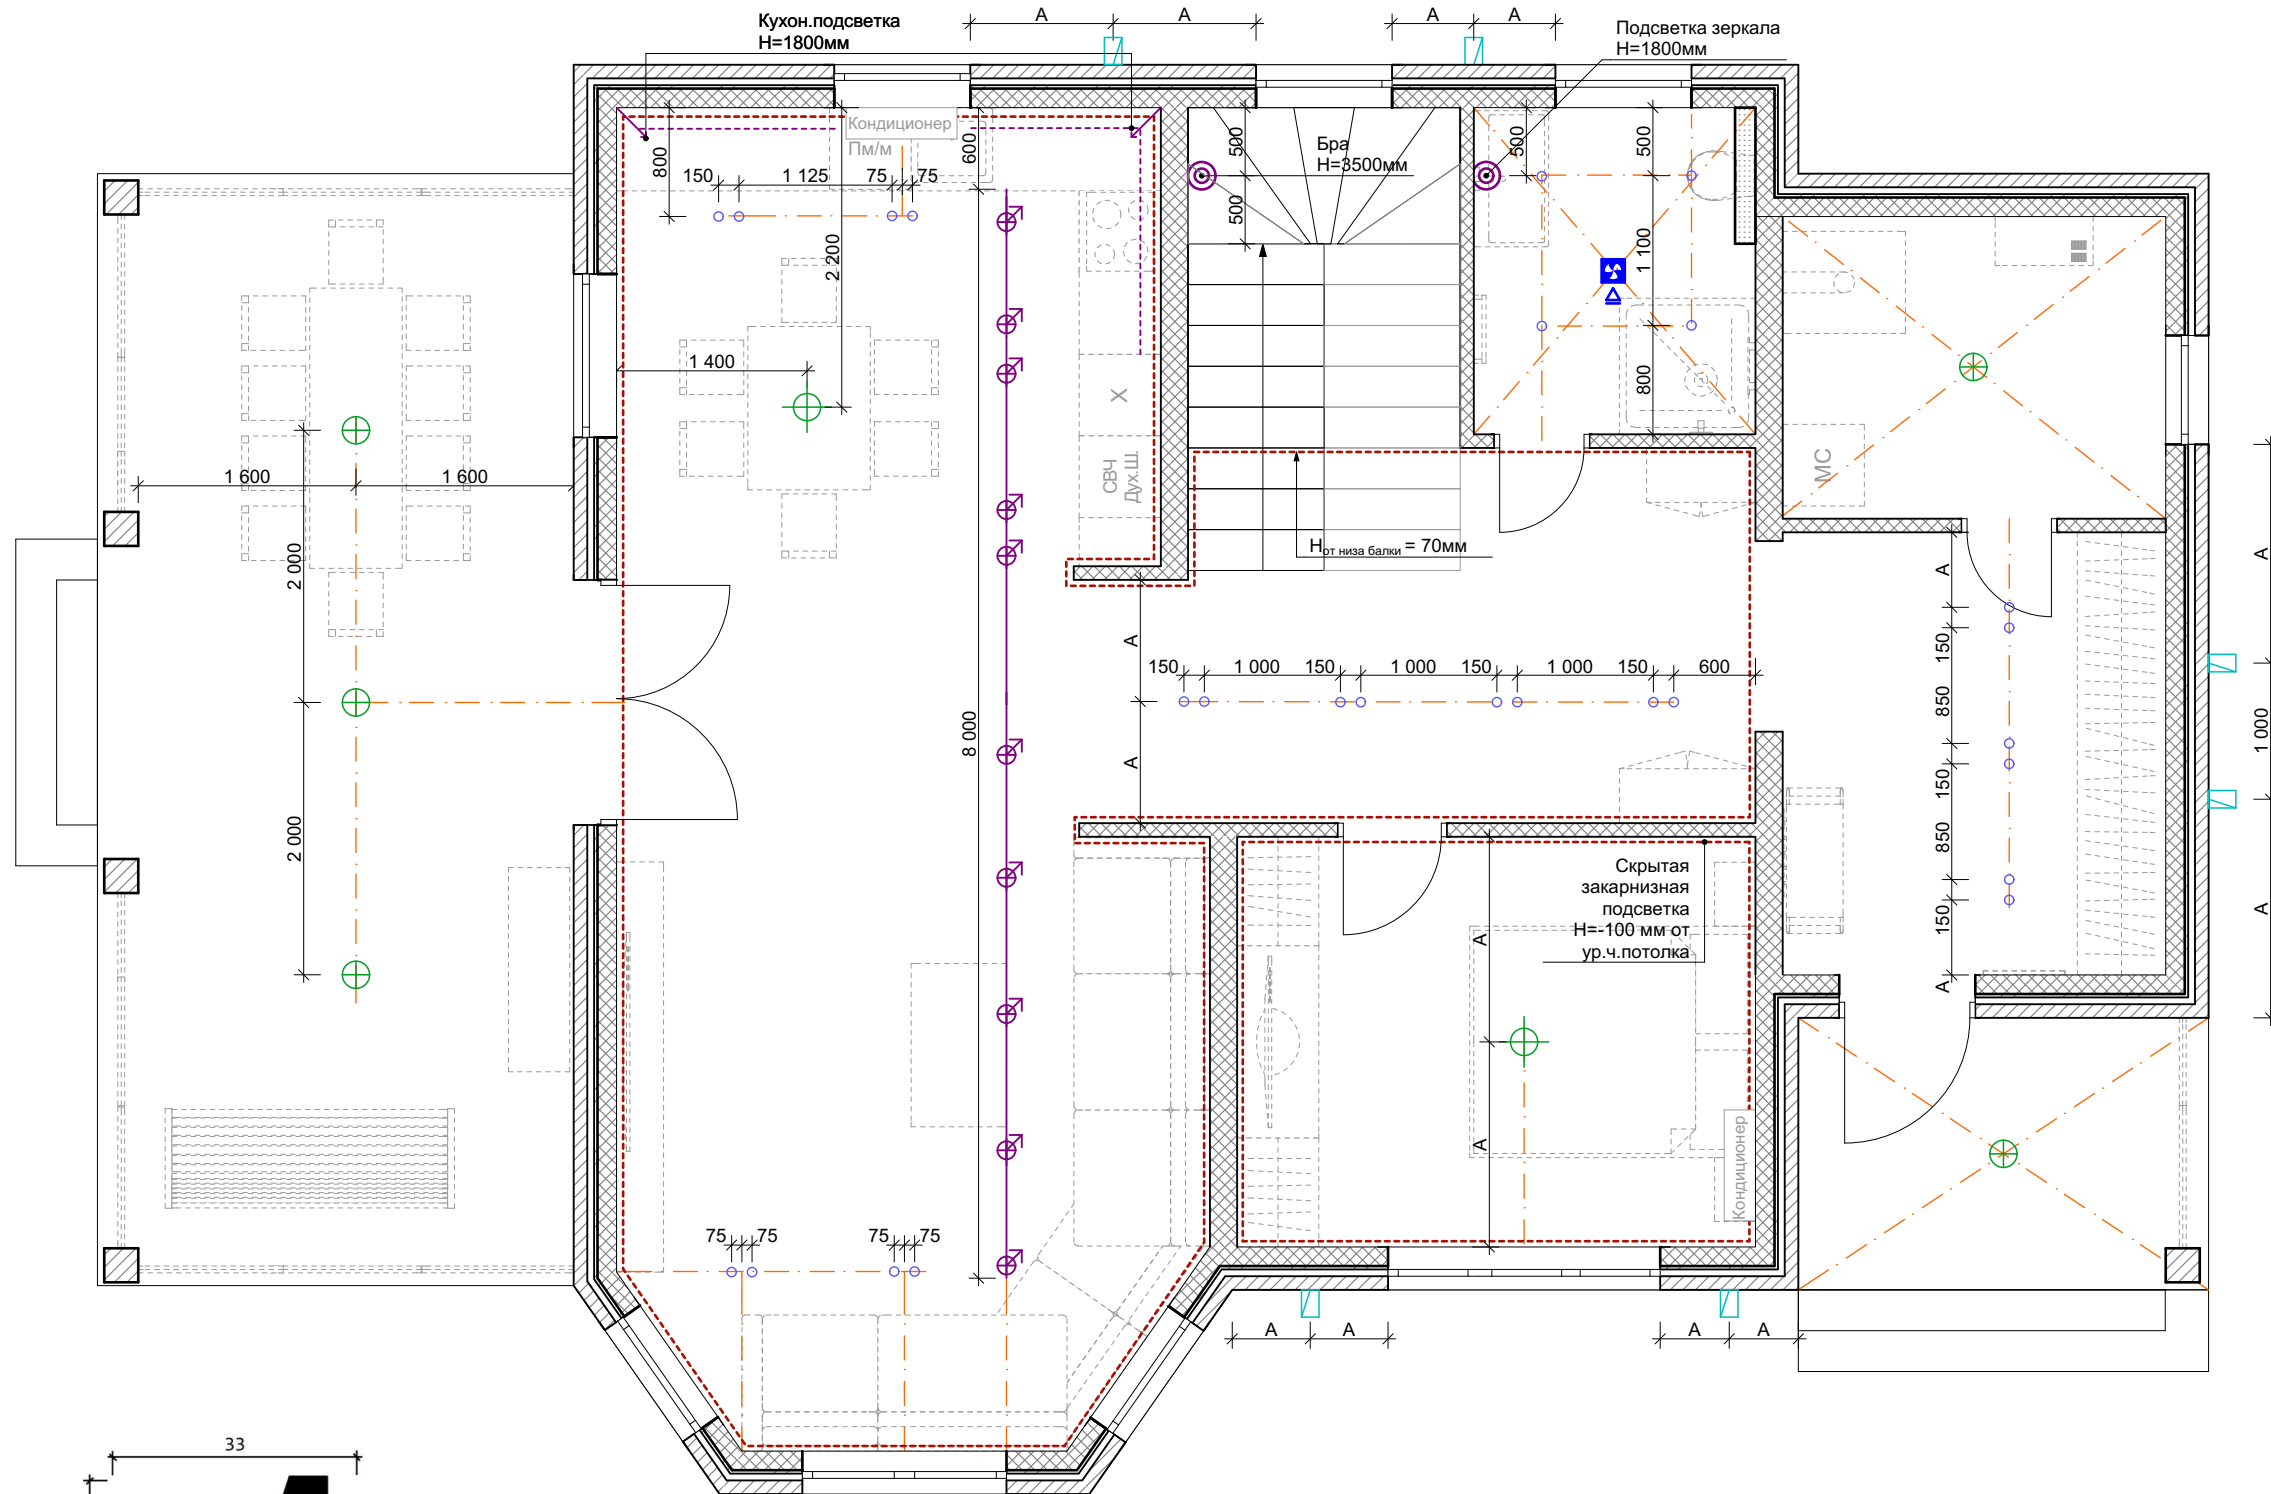 A
A
A
A
Кухон.подсветка
H=1800мм
Подсветка зеркала
H=1800мм
Кондиционер
Пм/м
800
600
150
1 125
75
75
2 200
500
500
Бра
H=3500мм
500
500
1 100
800
1 400
X
СВЧ
Дух.Ш.
МС
1 600
1 600
2 000
2 000
Hот низа балки = 70мм
A
A
150
1 000
150
1 000
150
1 000
150
600
8 000
A
150
850
150
850
150
A
A
1 000
A
Скрытая
закарнизная
подсветка
H=-100 мм от
ур.ч.потолка
A
A
Кондиционер
75
75
75
75
A
A
A
A
33